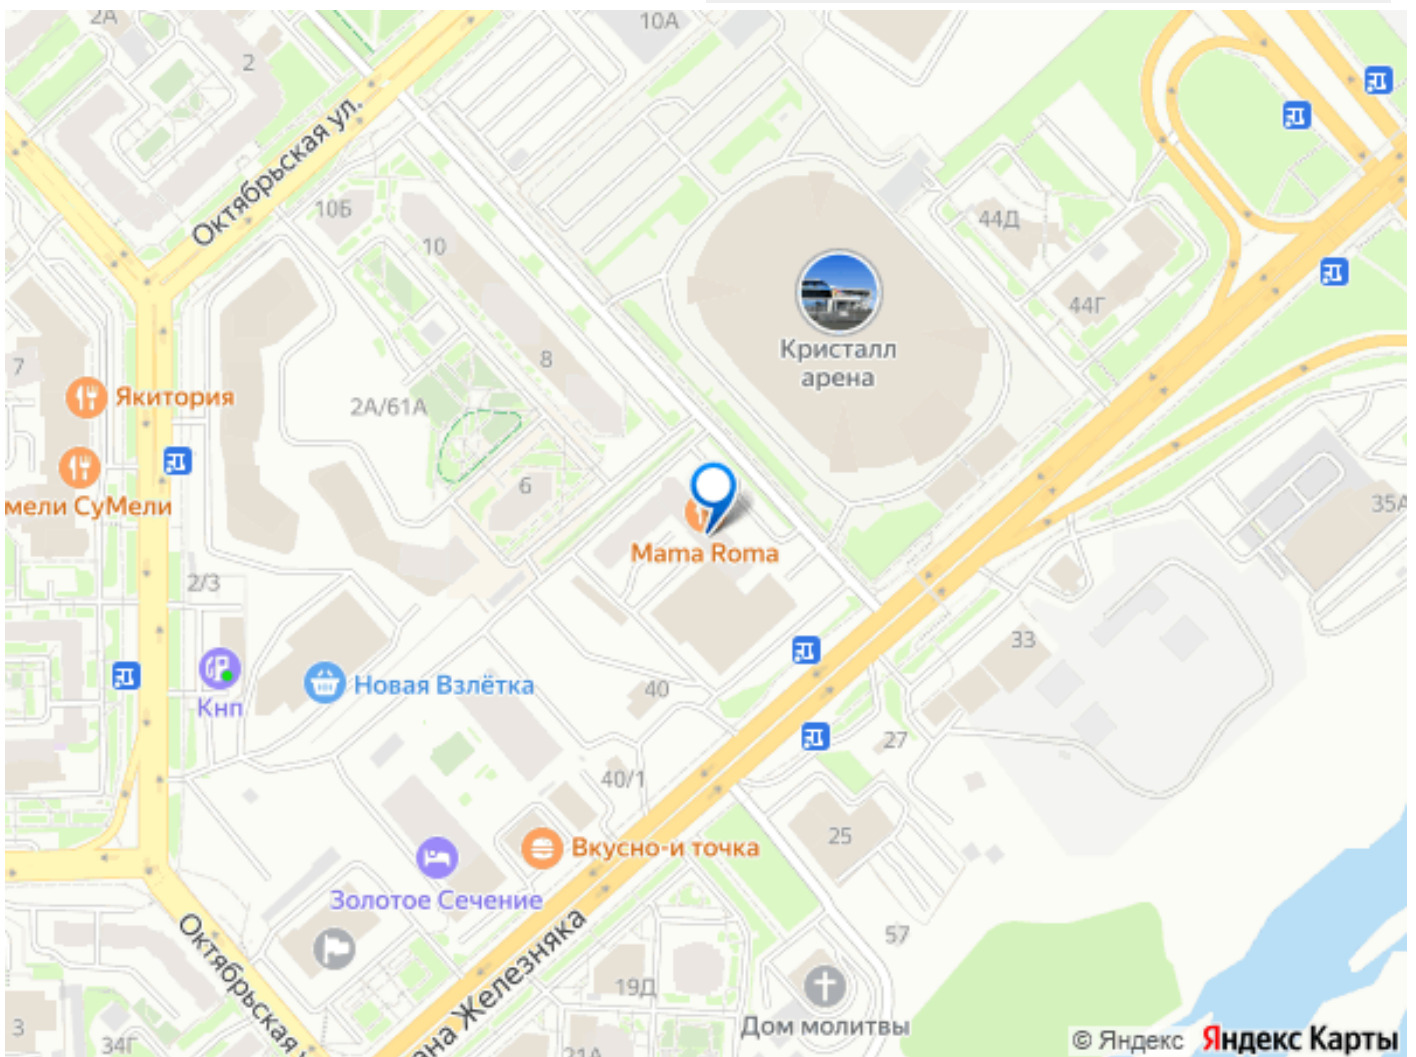 2А
10А
2
Октябрьская ул.
10Б
10
44Д
44Г
7
8
Кристалл
арена
Якитория
2А/61А
6
мели СуМели
35А
Mama Roma
2/3
33
Кнп
Новая Взлётка
40
27
40/1
25
Вкусно-и точка
Золотое Сечение
Октябрьская
57
19Д
ена Железняка
Дом молитвы
3
34Г
21А
© Яндекс Яндекс Карты